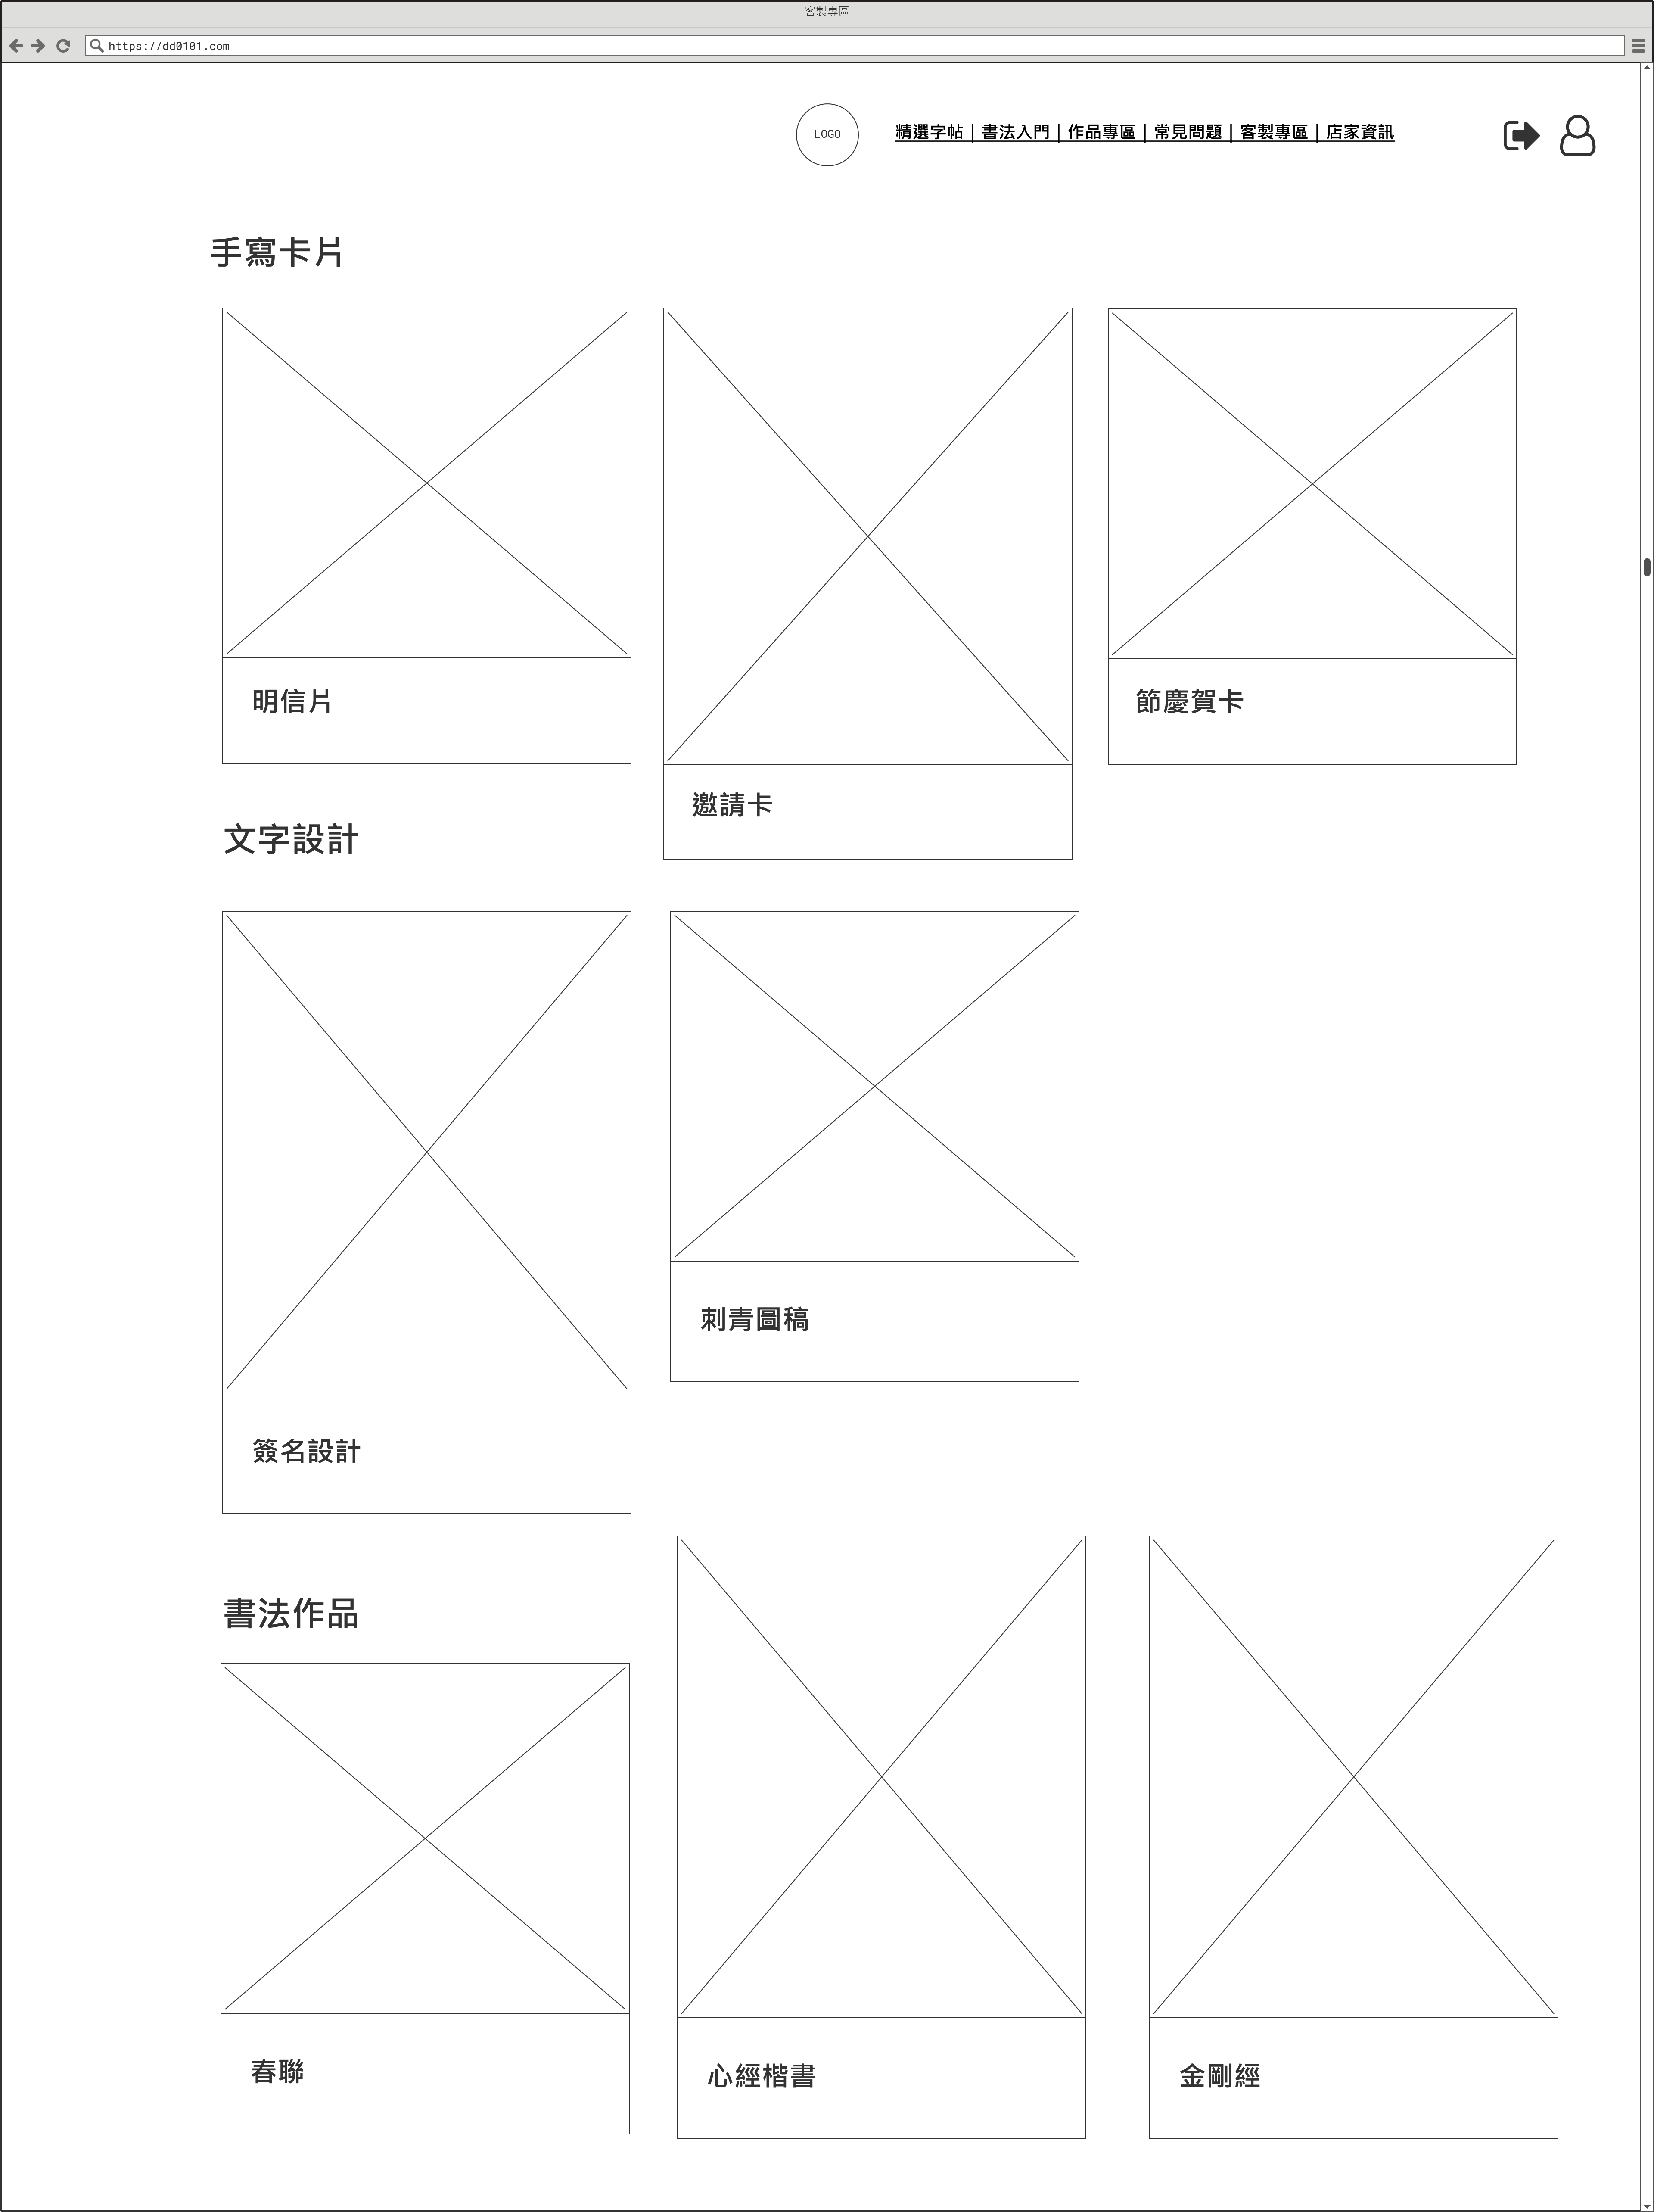 客製專區
https://dd0101.com
LOGO
精選字帖 | 書法入門 | 作品專區 | 常見問題 | 客製專區 | 店家資訊
手寫卡片
明信片
邀請卡
節慶賀卡
文字設計
簽名設計
刺青圖稿
書法作品
春聯
心經楷書
金剛經